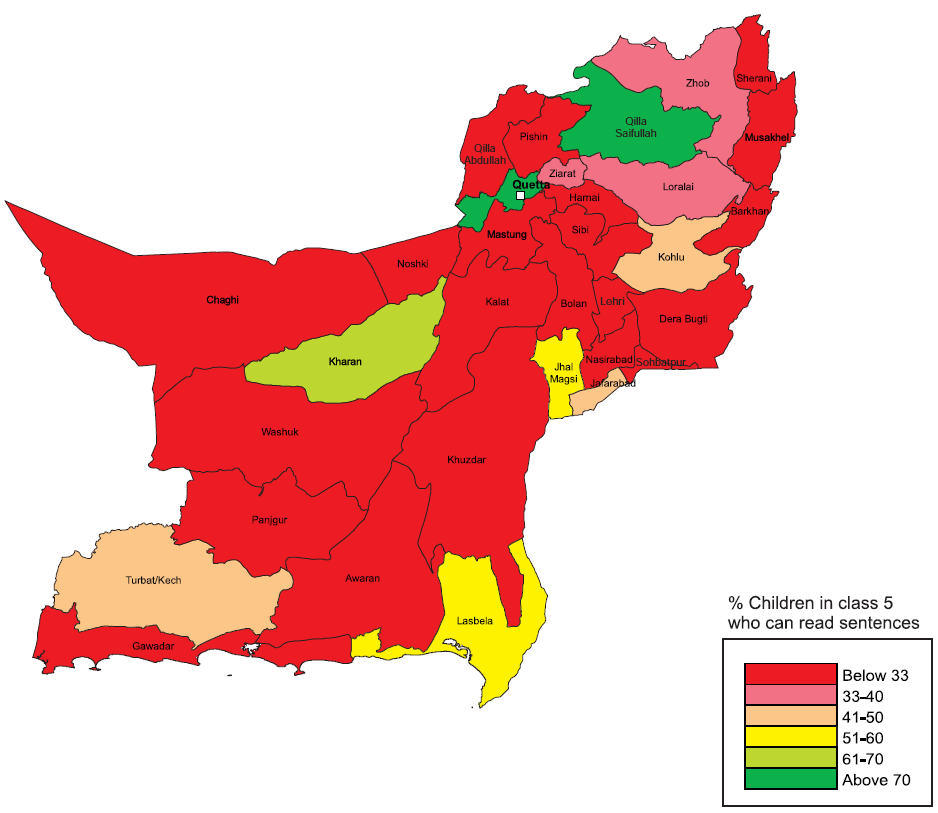 Zhob
Sherani
Qilla
Saifullah
Pishin
Musakhel
Qilla
Abdullah
Ziarat
Quetta
Loralai
Harnai
Barkhan
Sibi
Mastung
Kohlu
Noshki
Chaghi
Kalat
Bolan
Lehri
Dera Bugti
Kharan
Nasirabad
Sohbatpur
Jhal
Magsi
Jafarabad
Washuk
Khuzdar
Panjgur
Turbat/Kech
Awaran
Lasbela
Gawadar
% Children in class 5
who can read sentences
Below 33
33-40
41-50
51-60
61-70
Above 70